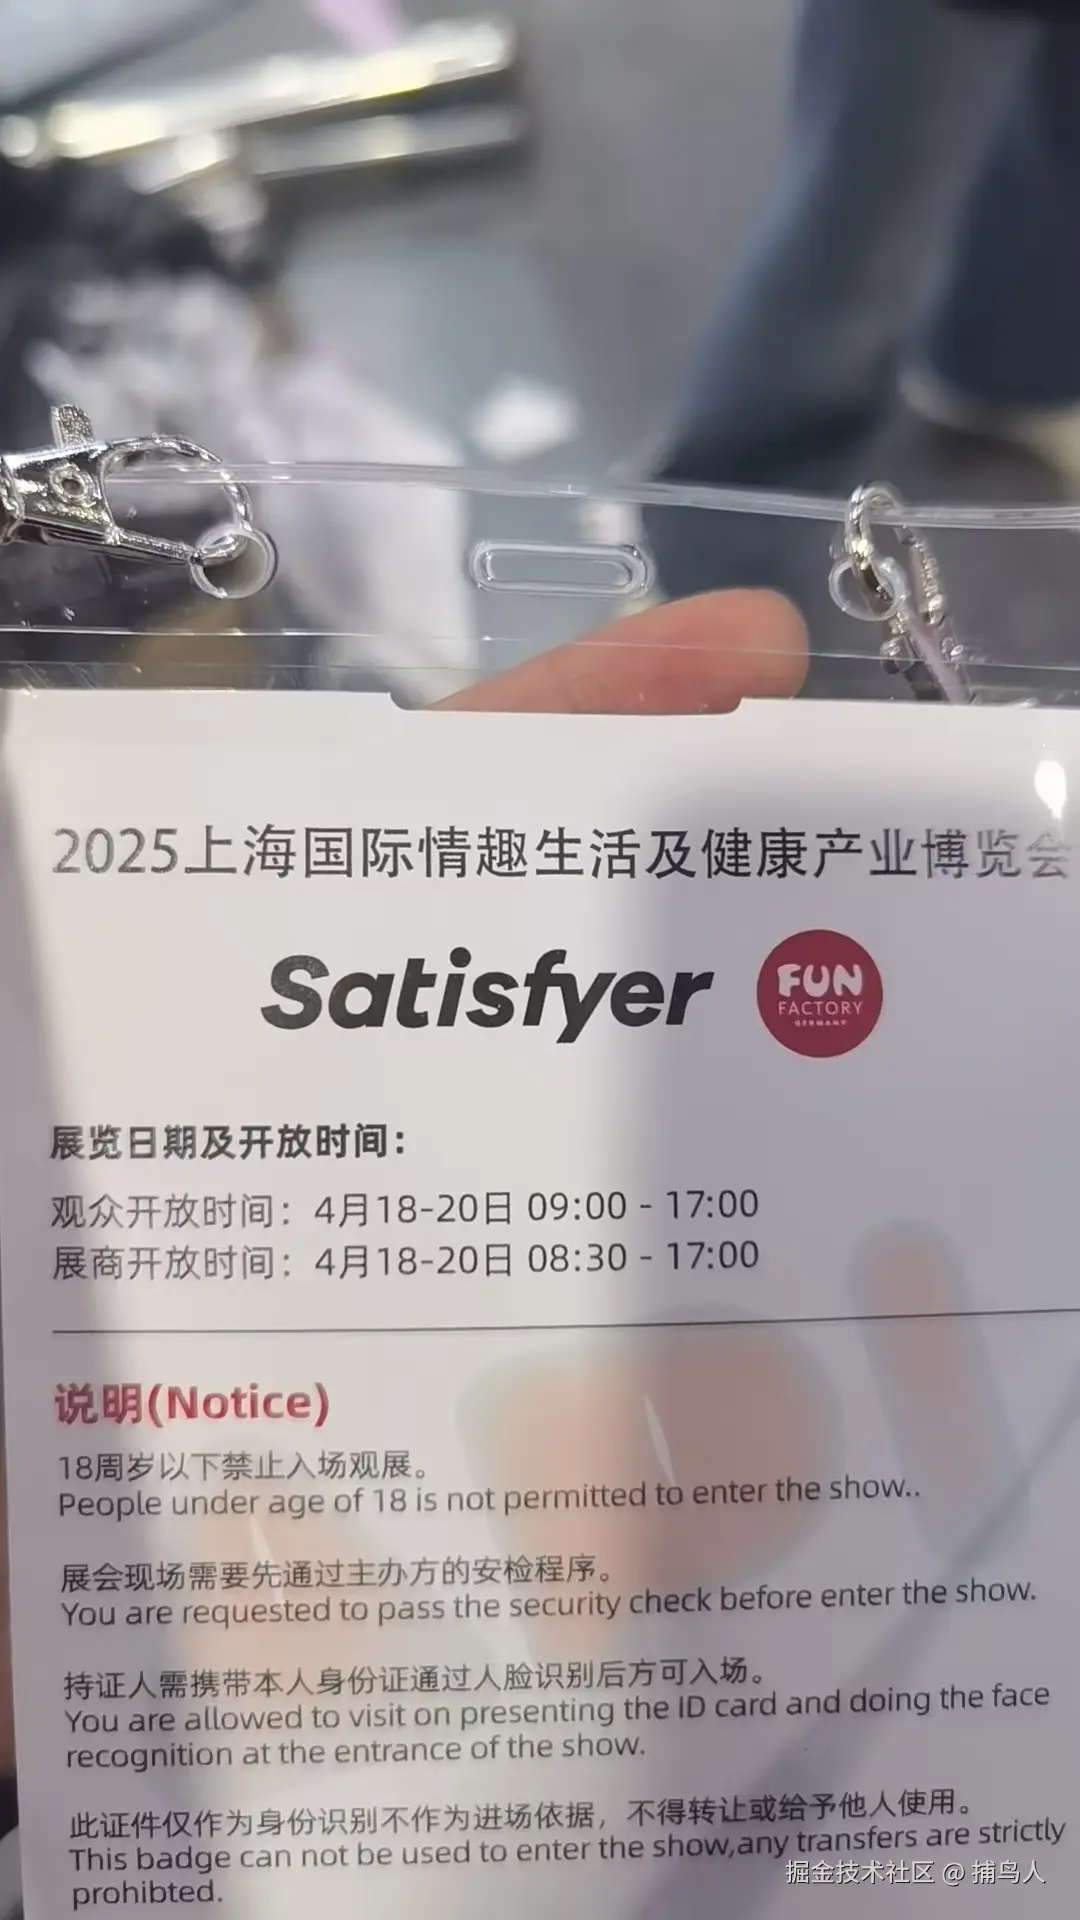 2025上海国际情趣生活及健康产业博览会
Satisfyer
FUN
FACTORY
GERMANY
展览日期及开放时间：
观众开放时间：4月18-20日 09:00 - 17:00
展商开放时间：4月18-20日 08:30 - 17:00
说明(Notice)
18周岁以下禁止入场观展。
People under age of 18 is not permitted to enter the show..
展会现场需要先通过主办方的安检程序。
You are requested to pass the security check before enter the show.
持证人需携带本人身份证通过人脸识别后方可入场。
You are allowed to visit on presenting the ID card and doing the face
recognition at the entrance of the show.
此证件仅作为身份识别不作为进场依据，不得转让或给予他人使用。
This badge can not be used to enter the show,any transfers are strictly
prohibted.
掘金技术社区 @ 捕鸟人